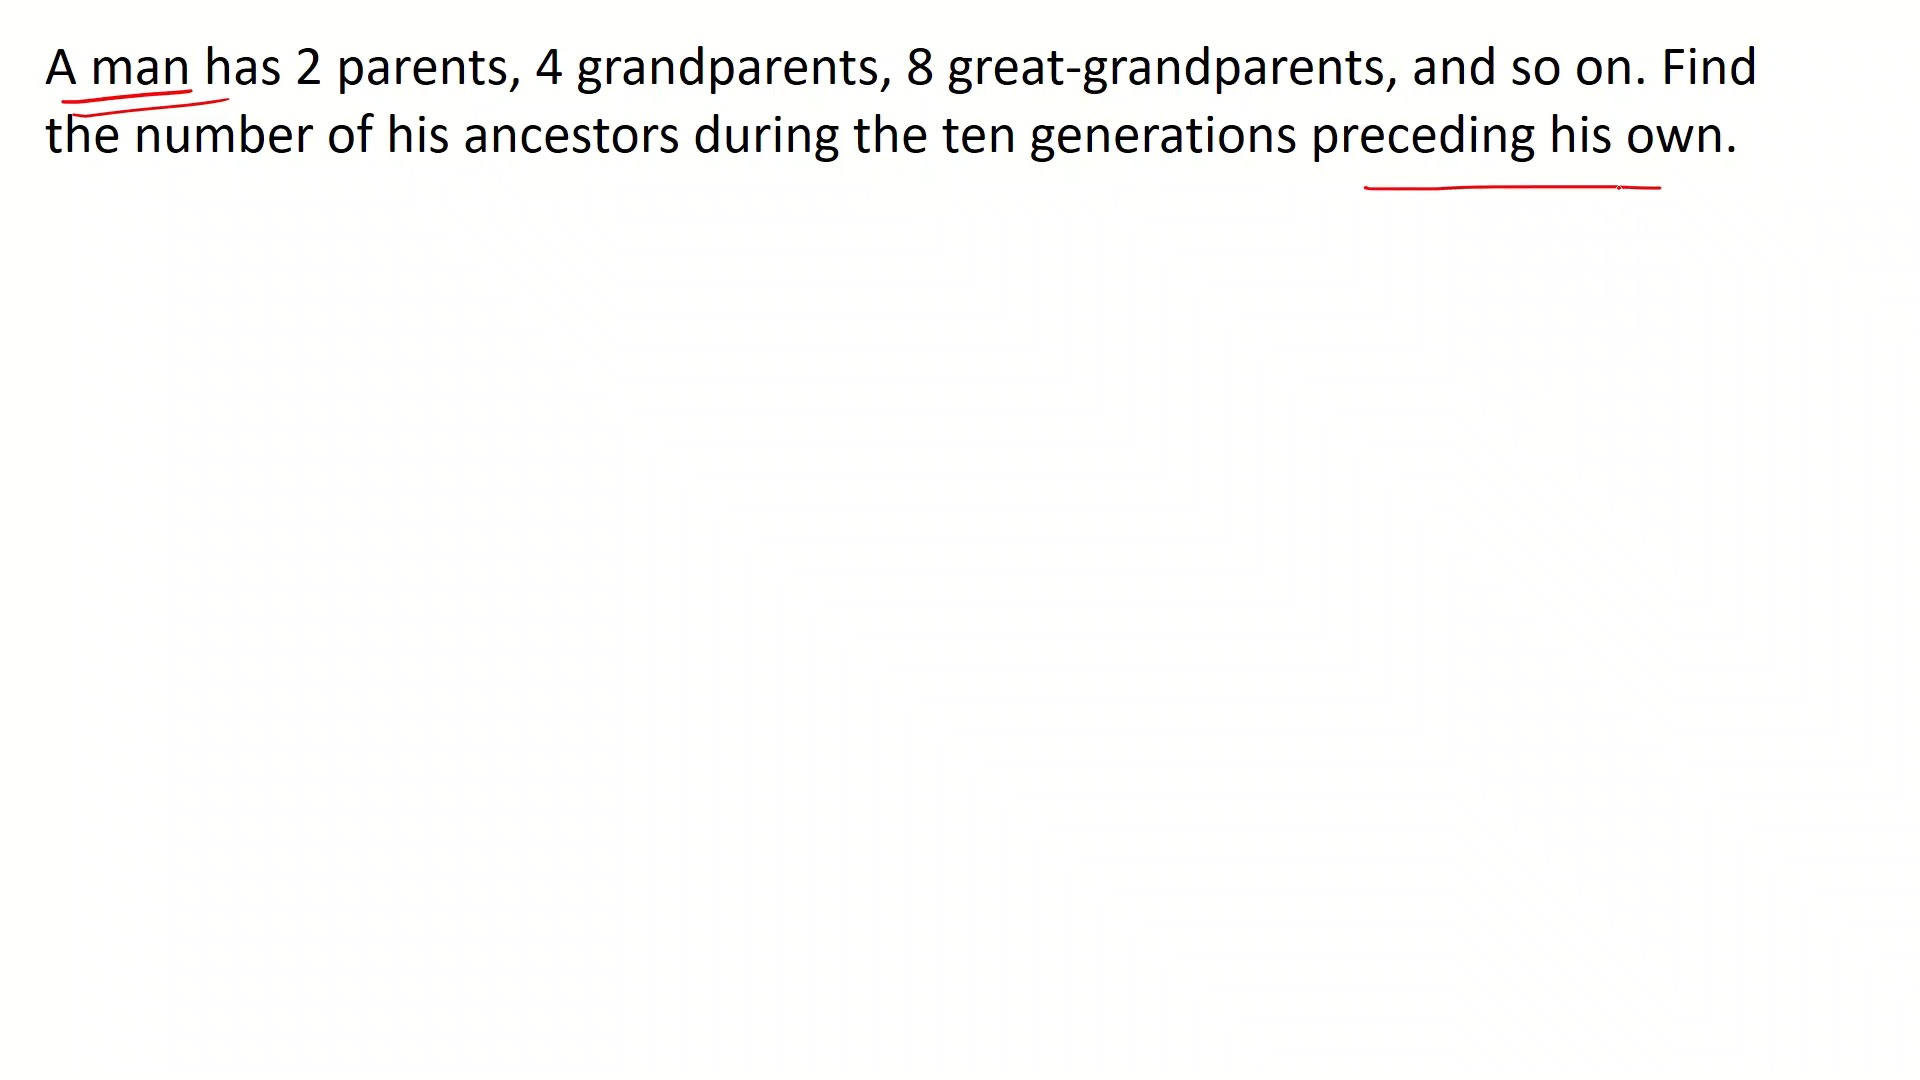 A man has 2 parents, 4 grandparents, 8 great-grandparents, and so on. Find
the number of his ancestors during the ten generations preceding his own.